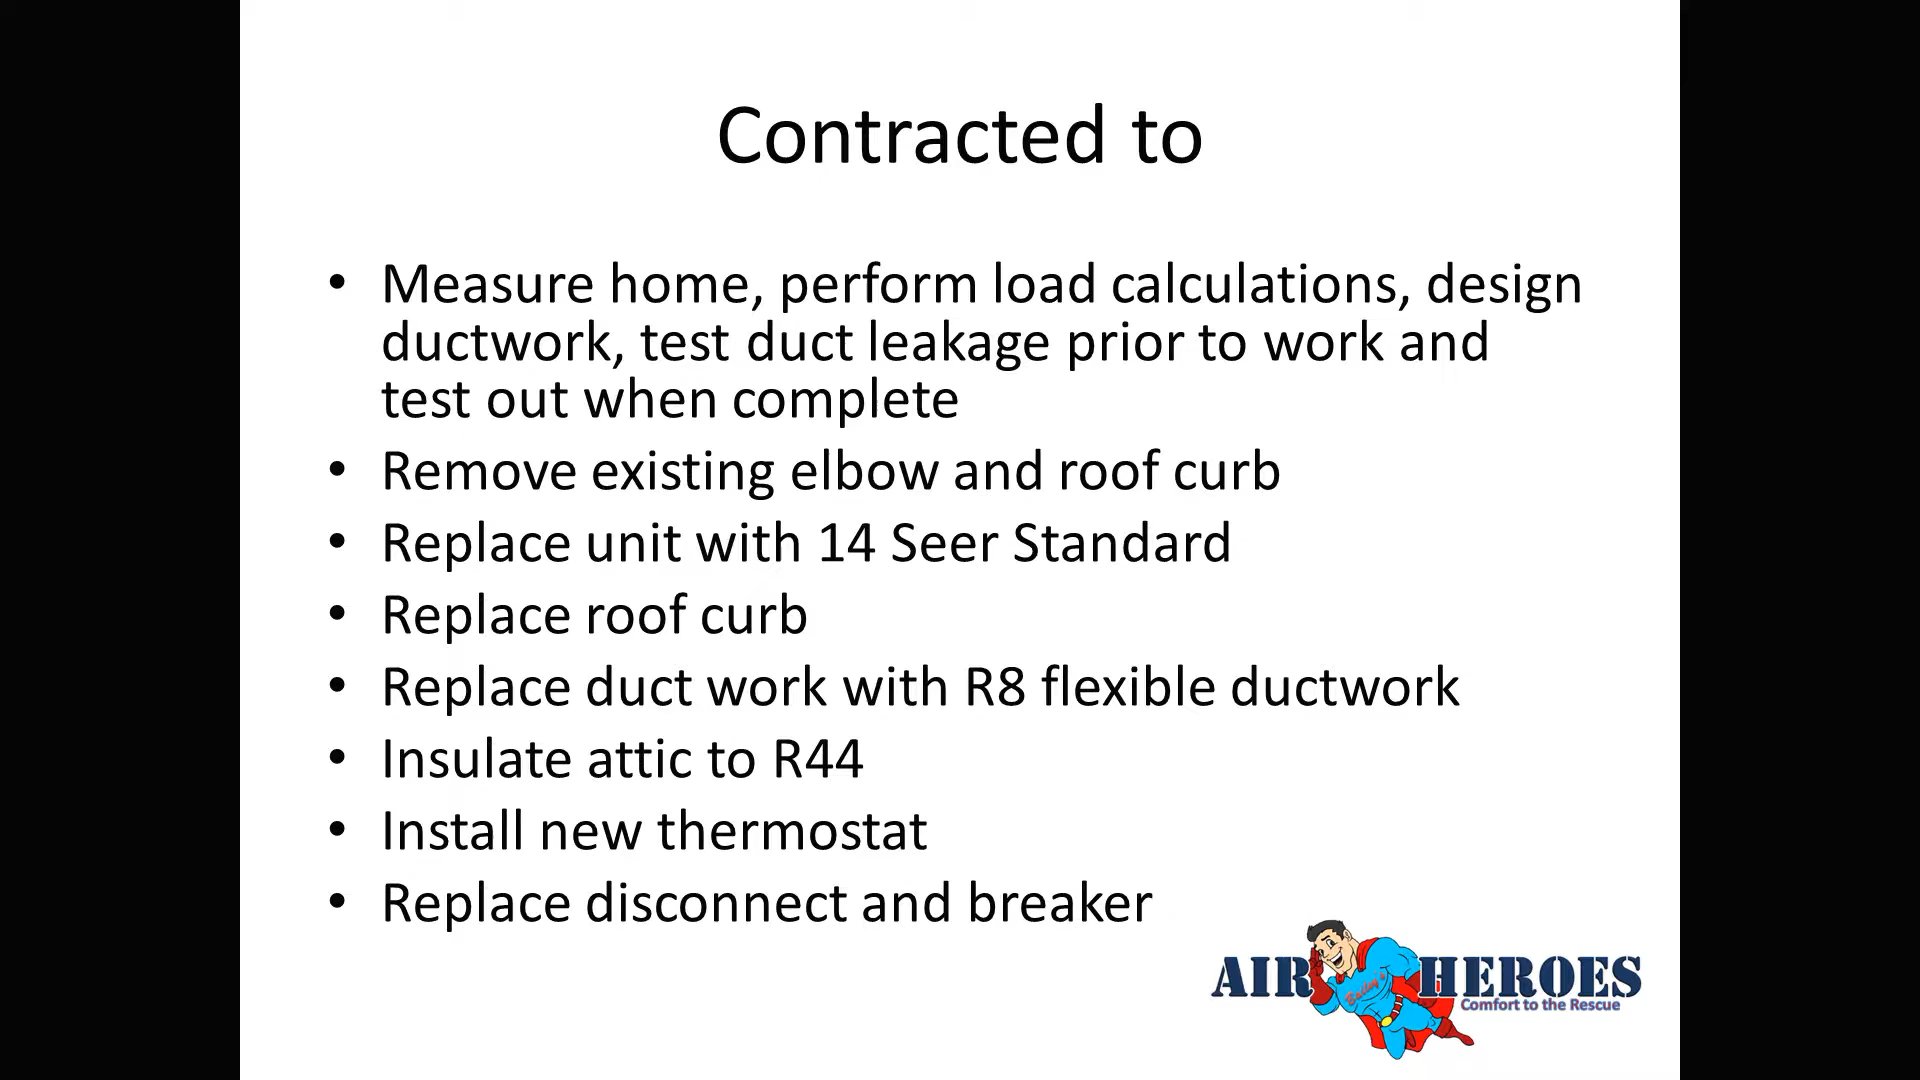 Contracted to
• Measure home, perform load calculations, design
ductwork, test duct leakage prior to work and
test out when complete
• Remove existing elbow and roof curb
• Replace unit with 14 Seer Standard
• Replace roof curb
• Replace duct work with R8 flexible ductwork
• Insulate attic to R44
• Install new thermostat
• Replace disconnect and breaker
AIR HEROES
Bailey's
Comfort to the Rescue